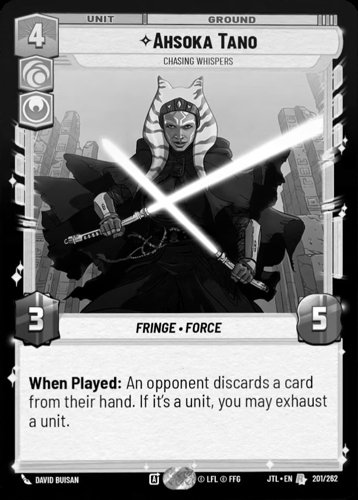 UNIT GROUND
4
✧AHSOKA TANO
CHASING WHISPERS
3
5
FRINGE • FORCE
When Played: An opponent discards a card
from their hand. If it's a unit, you may exhaust
a unit.
DAVID BUISAN A © LFL © FFG JTL • EN R 201/262